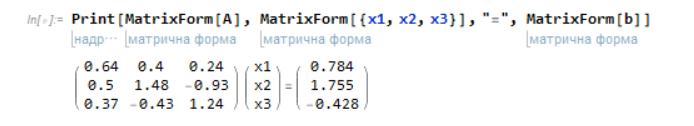 In[◦]:= Print[MatrixForm[A], MatrixForm[{x1, x2, x3}], "=", MatrixForm[b]]
надр⋯ матрична форма матрична форма матрична форма
0.64 0.4 0.24 x1 0.784
0.5 1.48 -0.93 x2 = 1.755
0.37 -0.43 1.24 x3 -0.428